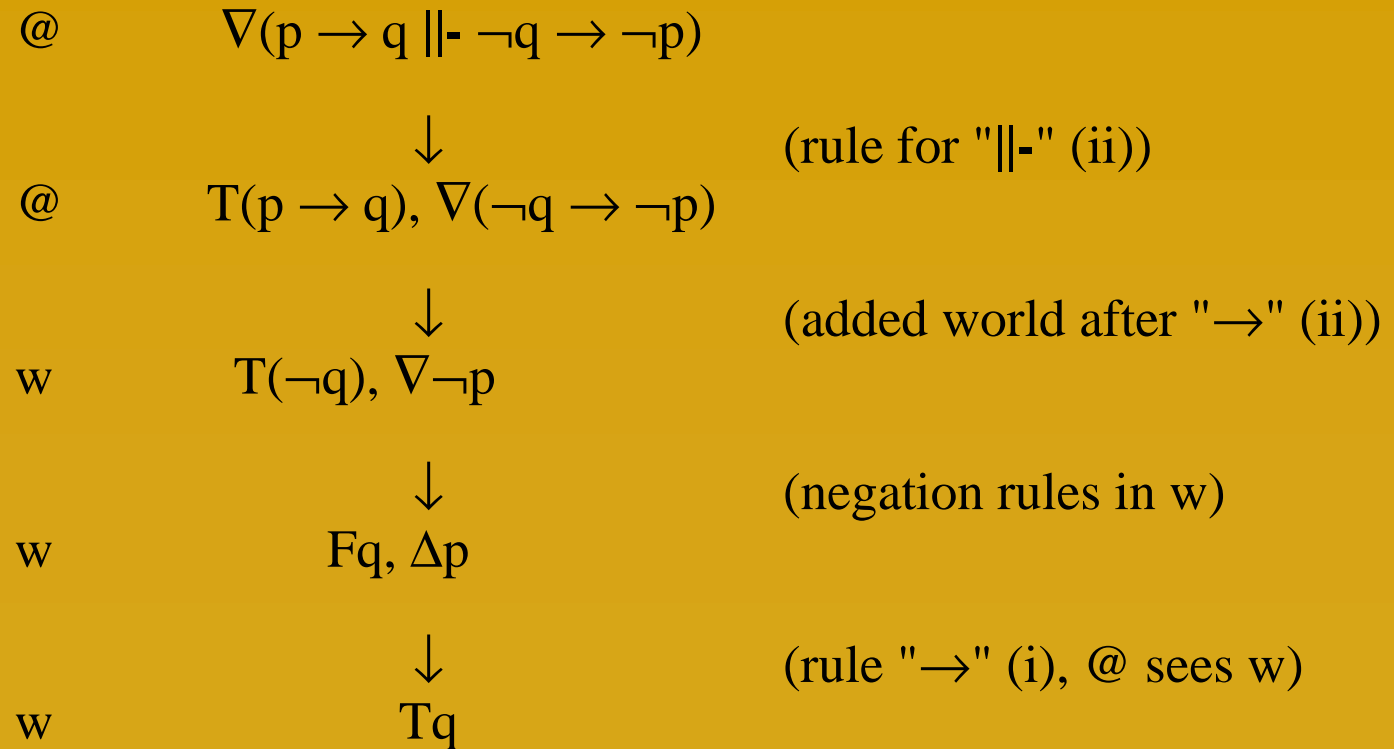 @ ∇(p → q ||- ¬q → ¬p)
↓ (rule for "||-" (ii))
@ T(p → q), ∇(¬q → ¬p)
↓ (added world after "→" (ii))
w T(¬q), ∇¬p
↓ (negation rules in w)
w Fq, Δp
↓ (rule "→" (i), @ sees w)
w Tq